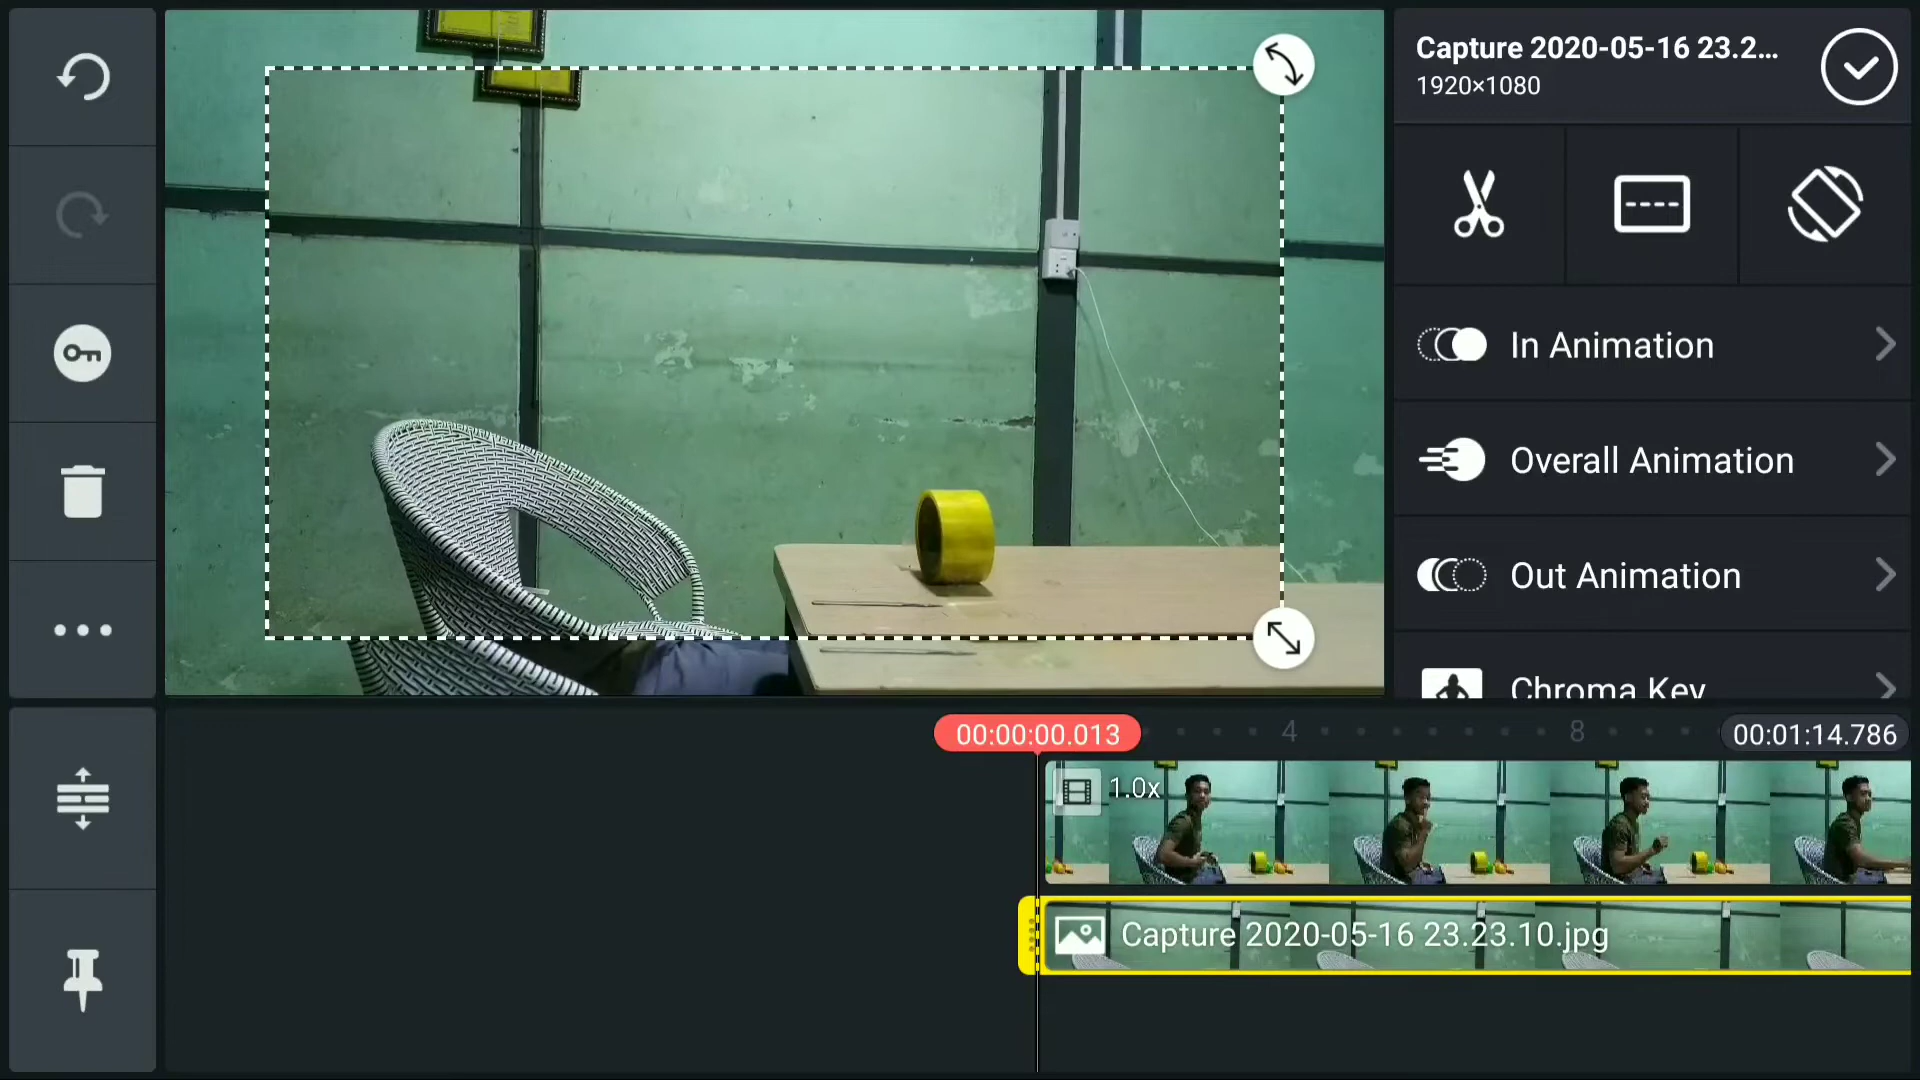 Capture 2020-05-16 23.2...
1920×1080
In Animation
Overall Animation
Out Animation
Chroma Key
00:00:00.013
4
8
00:01:14.786
1.0x
Capture 2020-05-16 23.23.10.jpg